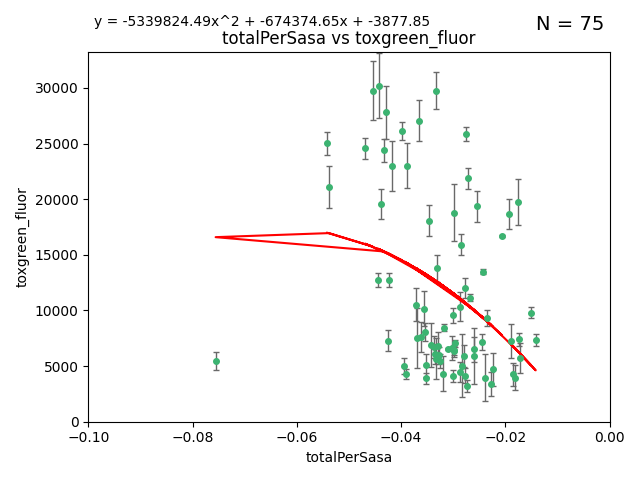 y = -5339824.49x^2 + -674374.65x + -3877.85
N = 75
totalPerSasa vs toxgreen_fluor
30000
25000
20000
15000
10000
5000
0
toxgreen_fluor
−0.10 −0.08 −0.06 −0.04 −0.02 0.00
totalPerSasa